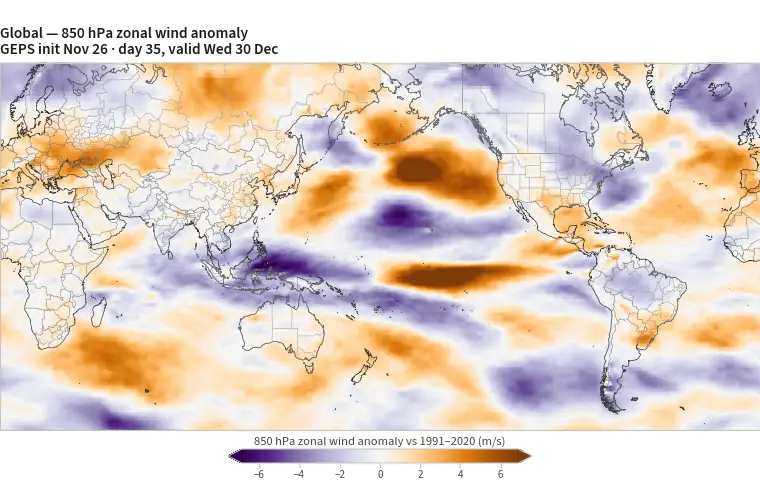 Global — 850 hPa zonal wind anomaly
GEPS init Nov 26 · day 35, valid Wed 30 Dec
850 hPa zonal wind anomaly vs 1991–2020 (m/s)
−6 −4 −2 0 2 4 6